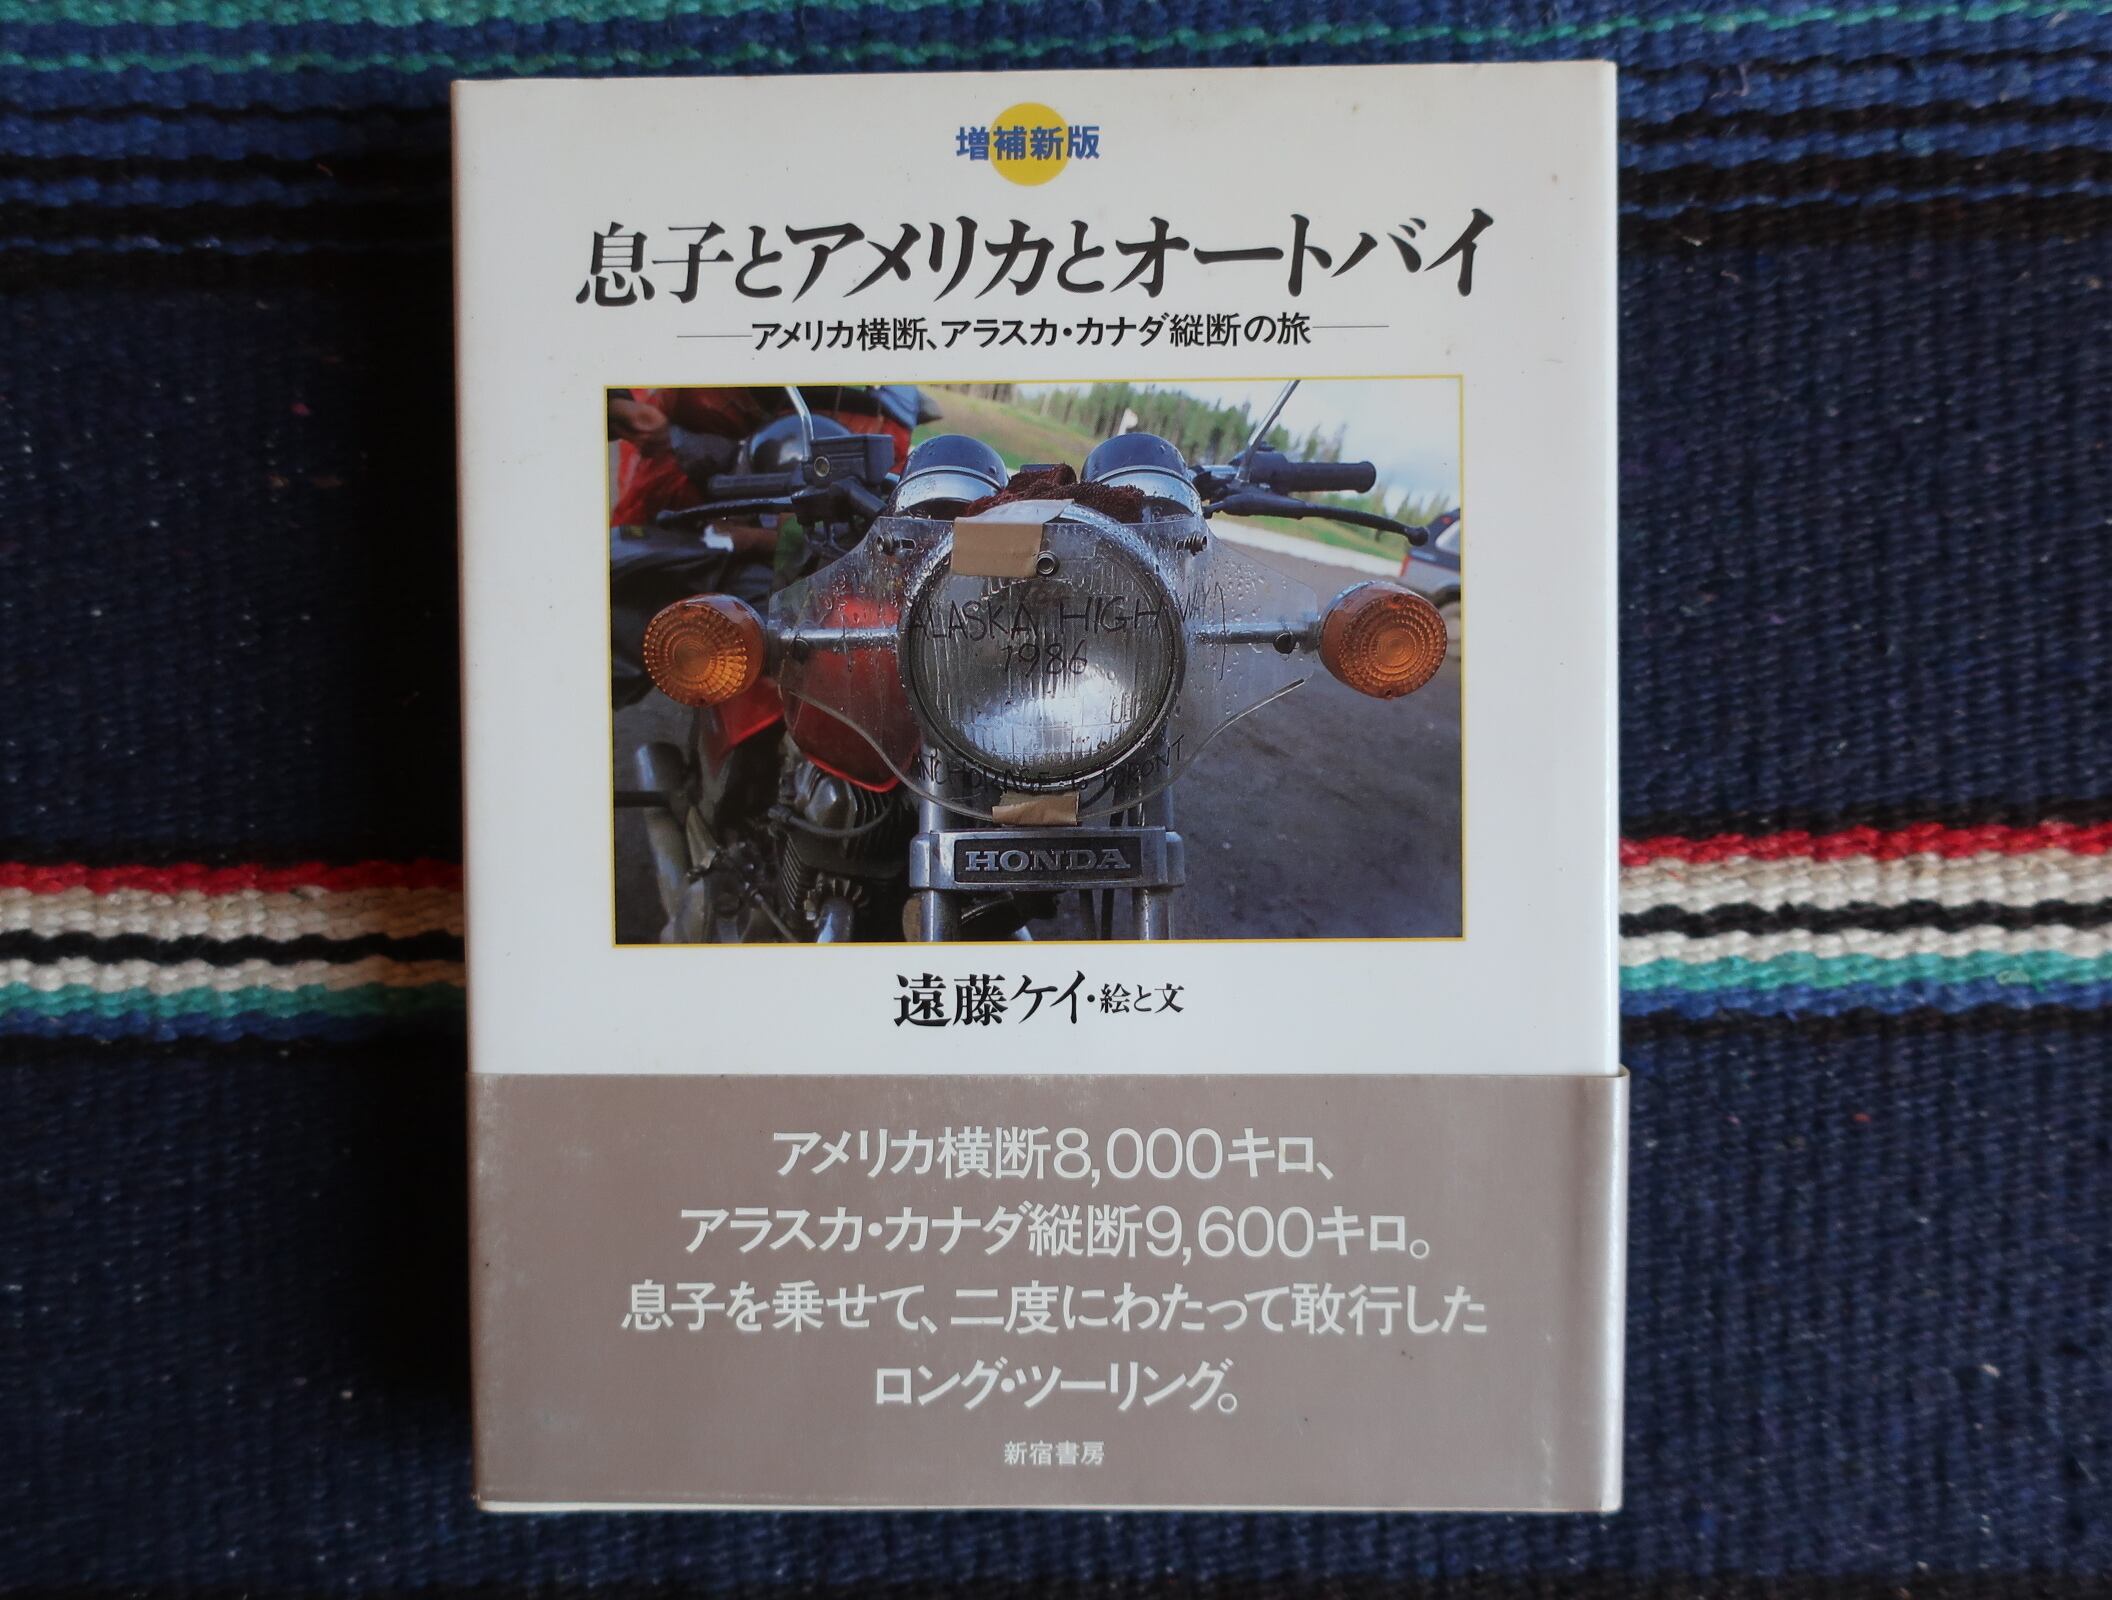 増補新版
息子とアメリカとオートバイ
アメリカ横断、アラスカ・カナダ縦断の旅
ALASKA HIGHWAY
1986
HONDA
遠藤ケイ・絵と文
アメリカ横断8,000キロ、
アラスカ・カナダ縦断9,600キロ。
息子を乗せて、二度にわたって敢行した
ロング・ツーリング。
新宿書房